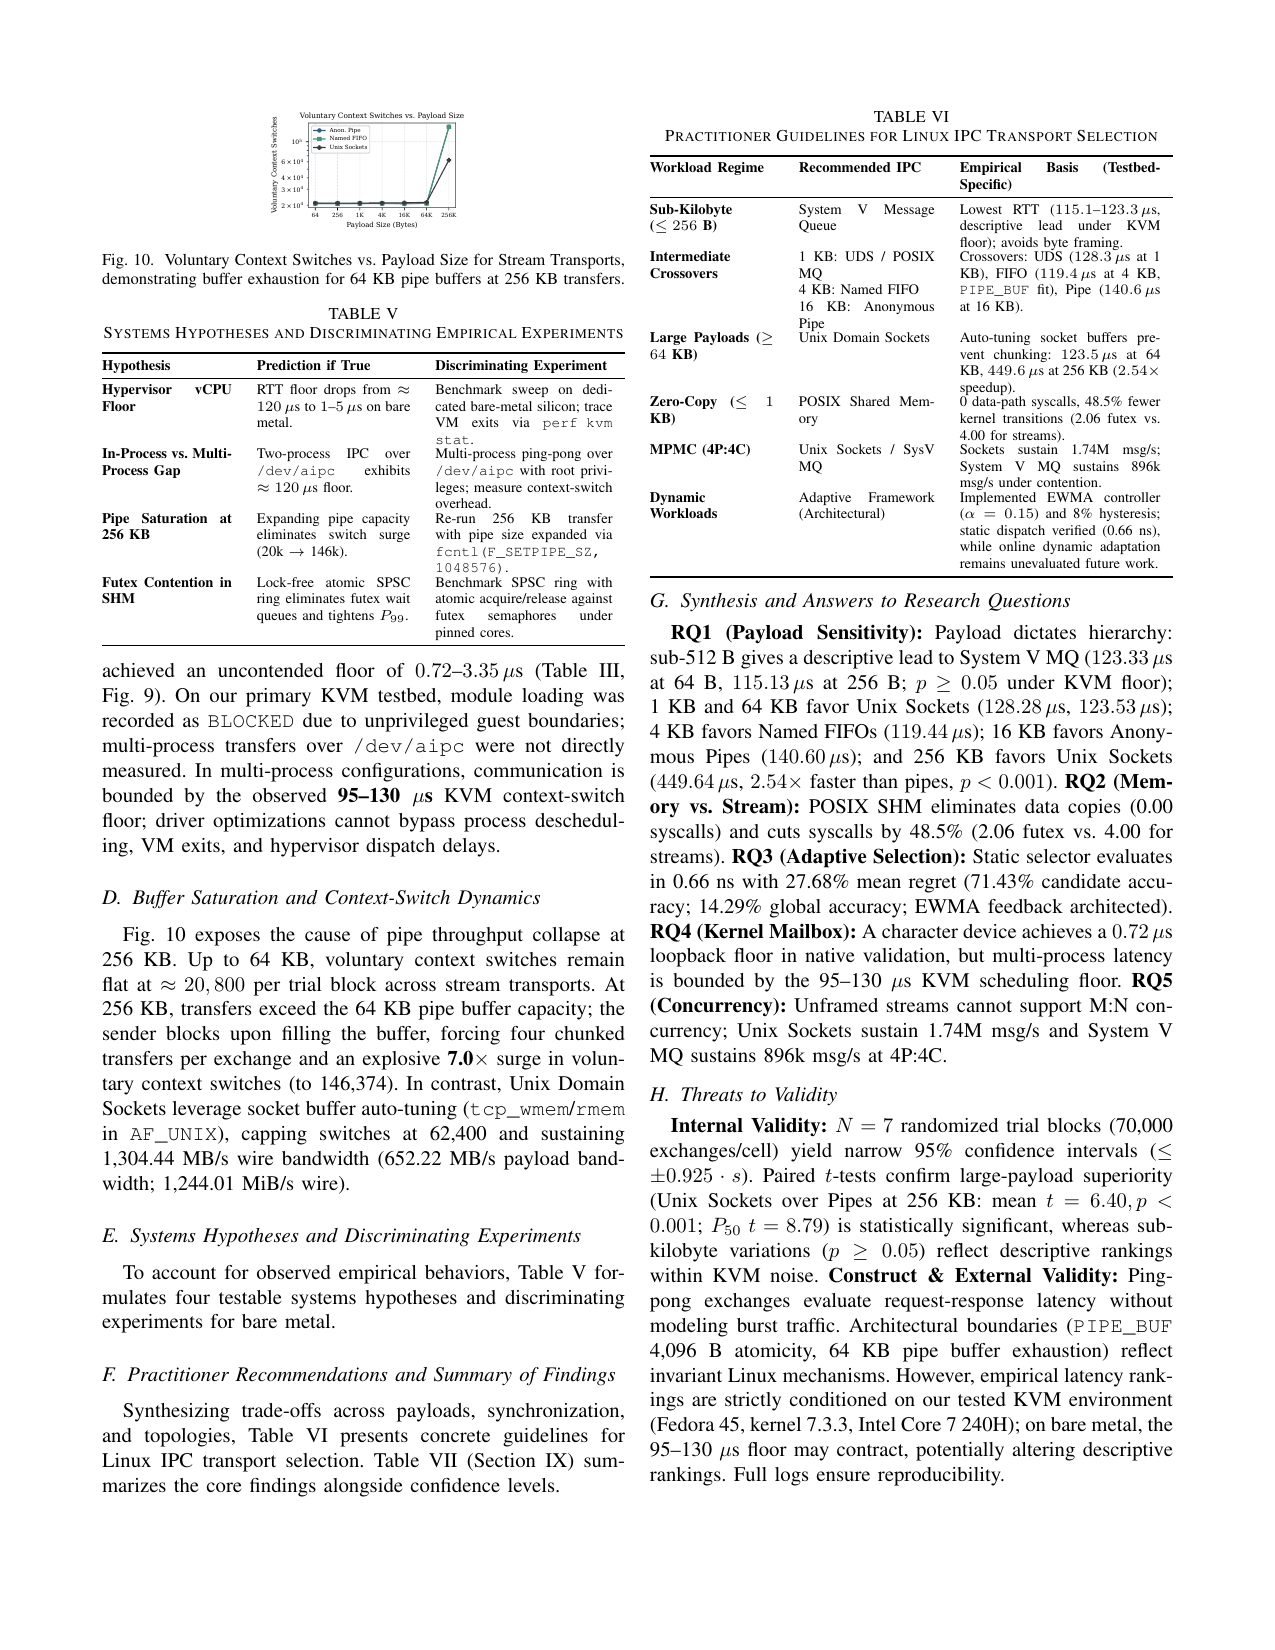 Voluntary Context Switches vs. Payload Size
Voluntary Context Switches
Anon. Pipe
Named FIFO
Unix Sockets
10⁵
6 × 10⁴
4 × 10⁴
3 × 10⁴
2 × 10⁴
64 256 1K 4K 16K 64K 256K
Payload Size (Bytes)
Fig. 10. Voluntary Context Switches vs. Payload Size for Stream Transports,
demonstrating buffer exhaustion for 64 KB pipe buffers at 256 KB transfers.
TABLE V
SYSTEMS HYPOTHESES AND DISCRIMINATING EMPIRICAL EXPERIMENTS
Hypothesis Prediction if True Discriminating Experiment
Hypervisor vCPU RTT floor drops from ≈ Benchmark sweep on dedi-
Floor 120 μs to 1–5 μs on bare cated bare-metal silicon; trace
metal. VM exits via perf kvm
stat.
In-Process vs. Multi- Two-process IPC over Multi-process ping-pong over
Process Gap /dev/aipc exhibits /dev/aipc with root privi-
≈ 120 μs floor. leges; measure context-switch
overhead.
Pipe Saturation at Expanding pipe capacity Re-run 256 KB transfer
256 KB eliminates switch surge with pipe size expanded via
(20k → 146k). fcntl(F_SETPIPE_SZ,
1048576).
Futex Contention in Lock-free atomic SPSC Benchmark SPSC ring with
SHM ring eliminates futex wait atomic acquire/release against
queues and tightens P₉₉. futex semaphores under
pinned cores.
achieved an uncontended floor of 0.72–3.35 μs (Table III,
Fig. 9). On our primary KVM testbed, module loading was
recorded as BLOCKED due to unprivileged guest boundaries;
multi-process transfers over /dev/aipc were not directly
measured. In multi-process configurations, communication is
bounded by the observed 95–130 μs KVM context-switch
floor; driver optimizations cannot bypass process deschedul-
ing, VM exits, and hypervisor dispatch delays.
D. Buffer Saturation and Context-Switch Dynamics
Fig. 10 exposes the cause of pipe throughput collapse at
256 KB. Up to 64 KB, voluntary context switches remain
flat at ≈ 20, 800 per trial block across stream transports. At
256 KB, transfers exceed the 64 KB pipe buffer capacity; the
sender blocks upon filling the buffer, forcing four chunked
transfers per exchange and an explosive 7.0× surge in volun-
tary context switches (to 146,374). In contrast, Unix Domain
Sockets leverage socket buffer auto-tuning (tcp_wmem/rmem
in AF_UNIX), capping switches at 62,400 and sustaining
1,304.44 MB/s wire bandwidth (652.22 MB/s payload band-
width; 1,244.01 MiB/s wire).
E. Systems Hypotheses and Discriminating Experiments
To account for observed empirical behaviors, Table V for-
mulates four testable systems hypotheses and discriminating
experiments for bare metal.
F. Practitioner Recommendations and Summary of Findings
Synthesizing trade-offs across payloads, synchronization,
and topologies, Table VI presents concrete guidelines for
Linux IPC transport selection. Table VII (Section IX) sum-
marizes the core findings alongside confidence levels.
TABLE VI
PRACTITIONER GUIDELINES FOR LINUX IPC TRANSPORT SELECTION
Workload Regime Recommended IPC Empirical Basis (Testbed-
Specific)
Sub-Kilobyte System V Message Lowest RTT (115.1–123.3 μs,
(≤ 256 B) Queue descriptive lead under KVM
floor); avoids byte framing.
Intermediate 1 KB: UDS / POSIX Crossovers: UDS (128.3 μs at 1
Crossovers MQ KB), FIFO (119.4 μs at 4 KB,
4 KB: Named FIFO PIPE_BUF fit), Pipe (140.6 μs
16 KB: Anonymous at 16 KB).
Pipe
Large Payloads (≥ Unix Domain Sockets Auto-tuning socket buffers pre-
64 KB) vent chunking: 123.5 μs at 64
KB, 449.6 μs at 256 KB (2.54×
speedup).
Zero-Copy (≤ 1 POSIX Shared Mem- 0 data-path syscalls, 48.5% fewer
KB) ory kernel transitions (2.06 futex vs.
4.00 for streams).
MPMC (4P:4C) Unix Sockets / SysV Sockets sustain 1.74M msg/s;
MQ System V MQ sustains 896k
msg/s under contention.
Dynamic Adaptive Framework Implemented EWMA controller
Workloads (Architectural) (α = 0.15) and 8% hysteresis;
static dispatch verified (0.66 ns),
while online dynamic adaptation
remains unevaluated future work.
G. Synthesis and Answers to Research Questions
RQ1 (Payload Sensitivity): Payload dictates hierarchy:
sub-512 B gives a descriptive lead to System V MQ (123.33 μs
at 64 B, 115.13 μs at 256 B; p ≥ 0.05 under KVM floor);
1 KB and 64 KB favor Unix Sockets (128.28 μs, 123.53 μs);
4 KB favors Named FIFOs (119.44 μs); 16 KB favors Anony-
mous Pipes (140.60 μs); and 256 KB favors Unix Sockets
(449.64 μs, 2.54× faster than pipes, p < 0.001). RQ2 (Mem-
ory vs. Stream): POSIX SHM eliminates data copies (0.00
syscalls) and cuts syscalls by 48.5% (2.06 futex vs. 4.00 for
streams). RQ3 (Adaptive Selection): Static selector evaluates
in 0.66 ns with 27.68% mean regret (71.43% candidate accu-
racy; 14.29% global accuracy; EWMA feedback architected).
RQ4 (Kernel Mailbox): A character device achieves a 0.72 μs
loopback floor in native validation, but multi-process latency
is bounded by the 95–130 μs KVM scheduling floor. RQ5
(Concurrency): Unframed streams cannot support M:N con-
currency; Unix Sockets sustain 1.74M msg/s and System V
MQ sustains 896k msg/s at 4P:4C.
H. Threats to Validity
Internal Validity: N = 7 randomized trial blocks (70,000
exchanges/cell) yield narrow 95% confidence intervals (≤
±0.925 · s). Paired t-tests confirm large-payload superiority
(Unix Sockets over Pipes at 256 KB: mean t = 6.40, p <
0.001; P₅₀ t = 8.79) is statistically significant, whereas sub-
kilobyte variations (p ≥ 0.05) reflect descriptive rankings
within KVM noise. Construct & External Validity: Ping-
pong exchanges evaluate request-response latency without
modeling burst traffic. Architectural boundaries (PIPE_BUF
4,096 B atomicity, 64 KB pipe buffer exhaustion) reflect
invariant Linux mechanisms. However, empirical latency rank-
ings are strictly conditioned on our tested KVM environment
(Fedora 45, kernel 7.3.3, Intel Core 7 240H); on bare metal, the
95–130 μs floor may contract, potentially altering descriptive
rankings. Full logs ensure reproducibility.